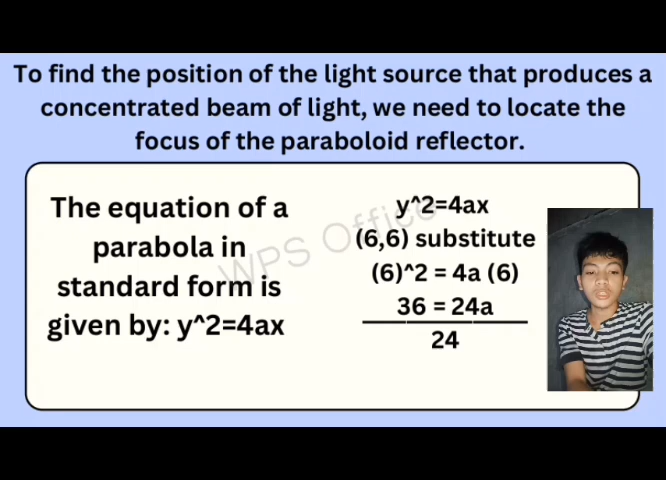 To find the position of the light source that produces a
concentrated beam of light, we need to locate the
focus of the paraboloid reflector.
The equation of a
parabola in
standard form is
given by: y^2=4ax
y^2=4ax
(6,6) substitute
(6)^2 = 4a (6)
36 = 24a
24
WPS Office